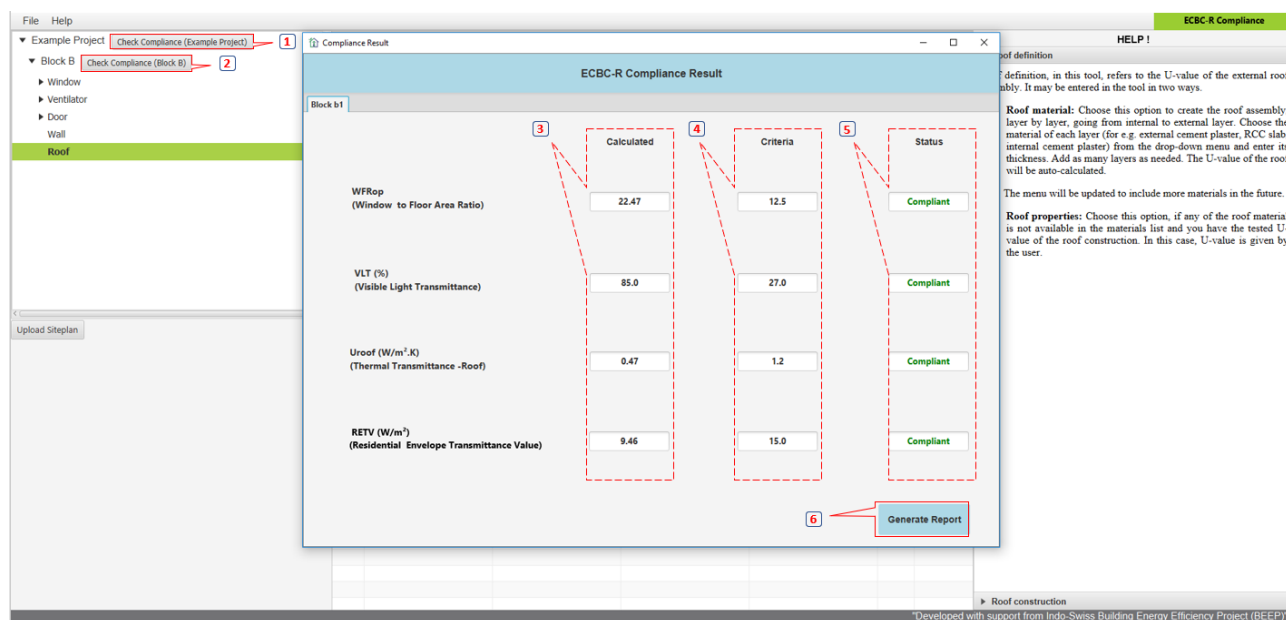 File Help
ECBC-R Compliance
Example Project Check Compliance (Example Project) 1
Block B Check Compliance (Block B) 2
Window
Ventilator
Door
Wall
Roof
Upload Siteplan
Compliance Result
ECBC-R Compliance Result
Block b1
3 4 5
Calculated Criteria Status
WFRop
(Window to Floor Area Ratio)
22.47 12.5 Compliant
VLT (%)
(Visible Light Transmittance)
85.0 27.0 Compliant
Uroof (W/m².K)
(Thermal Transmittance -Roof)
0.47 1.2 Compliant
RETV (W/m²)
(Residential Envelope Transmittance Value)
9.46 15.0 Compliant
6 Generate Report
HELP !
oof definition
definition, in this tool, refers to the U-value of the external roof
mbly. It may be entered in the tool in two ways.
Roof material: Choose this option to create the roof assembly,
layer by layer, going from internal to external layer. Choose the
material of each layer (for e.g. external cement plaster, RCC slab,
internal cement plaster) from the drop-down menu and enter its
thickness. Add as many layers as needed. The U-value of the roof
will be auto-calculated.
The menu will be updated to include more materials in the future.
Roof properties: Choose this option, if any of the roof material
is not available in the materials list and you have the tested U-
value of the roof construction. In this case, U-value is given by
the user.
Roof construction
"Developed with support from Indo-Swiss Building Energy Efficiency Project (BEEP)"